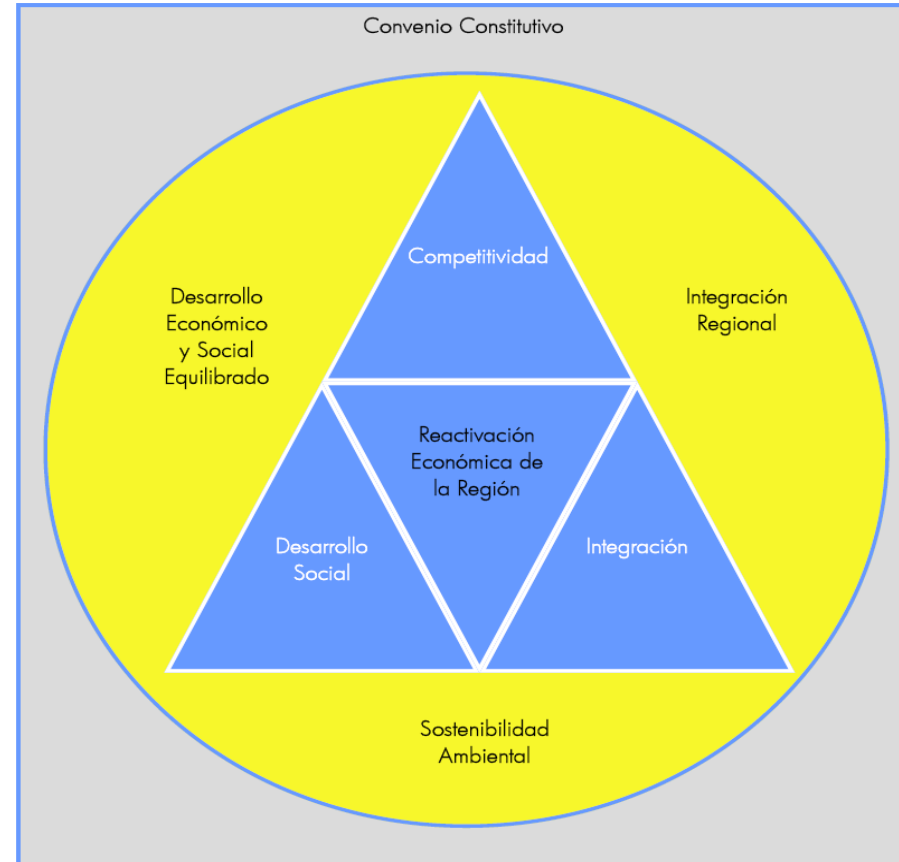 Convenio Constitutivo
Competitividad
Desarrollo
Económico
y Social
Equilibrado
Integración
Regional
Reactivación
Económica de
la Región
Desarrollo
Social
Integración
Sostenibilidad
Ambiental